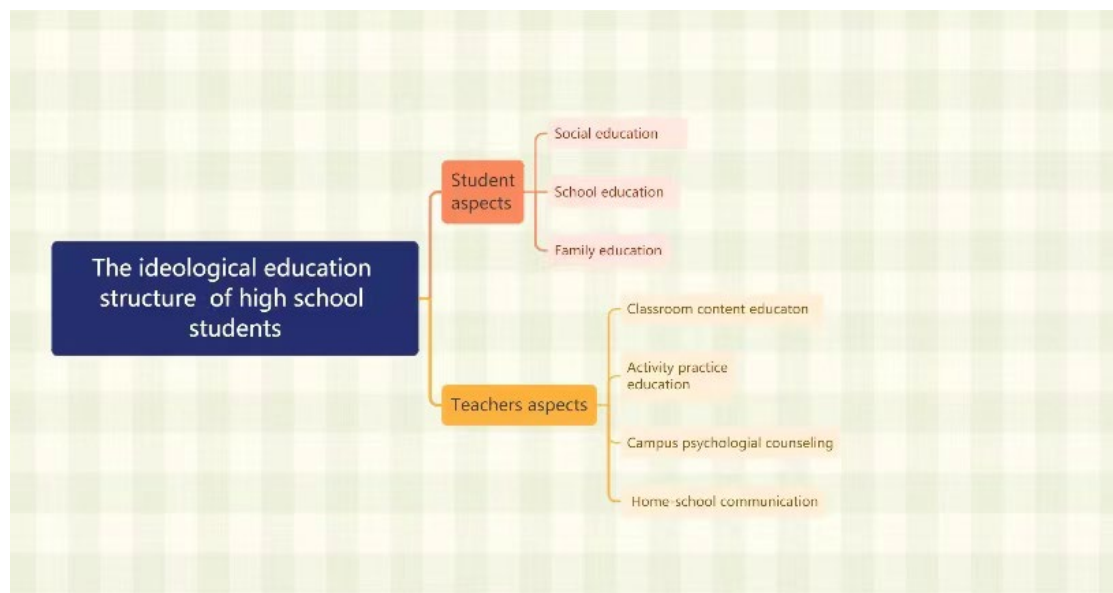 The ideological education
structure of high school
students
Student
aspects
Social education
School education
Family education
Teachers aspects
Classroom content educaton
Activity practice
education
Campus psychologial counseling
Home-school communication